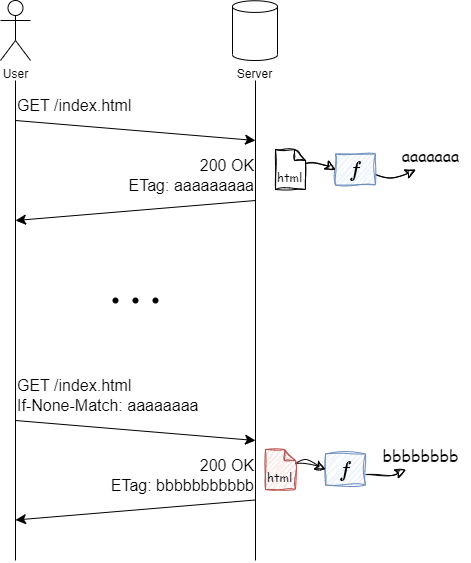 User
Server
GET /index.html
200 OK
ETag: aaaaaaaaa
html
f
aaaaaaa
GET /index.html
If-None-Match: aaaaaaaa
200 OK
ETag: bbbbbbbbbbb
html
f
bbbbbbbb